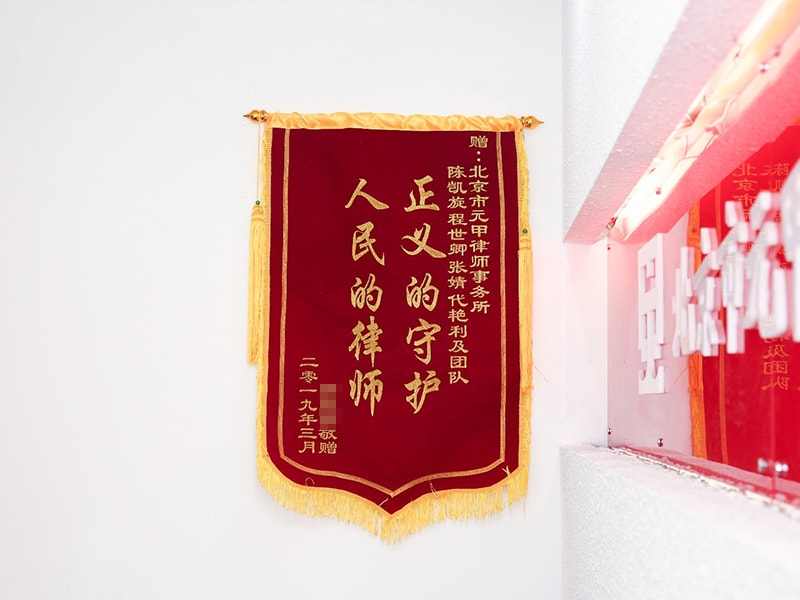 赠：北京市元甲律师事务所
陈凯旋程世卿张婧代艳利及团队
正义的守护
人民的律师
敬赠
二零一九年三月